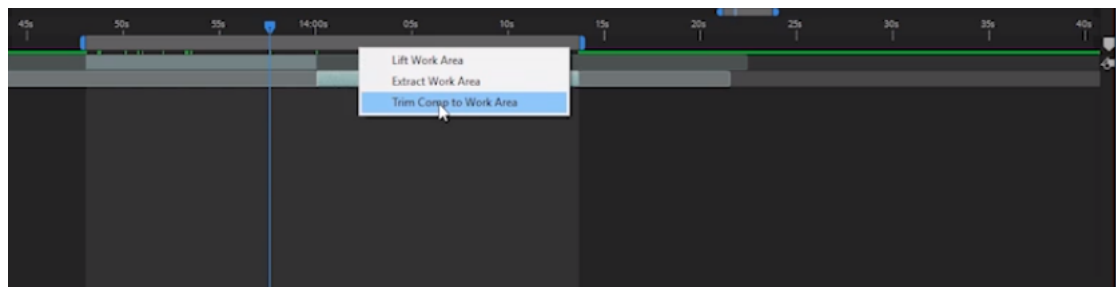 45s 50s 55s 14:00s 05s 10s 15s 20s 25s 30s 35s 40s
Lift Work Area
Extract Work Area
Trim Comp to Work Area